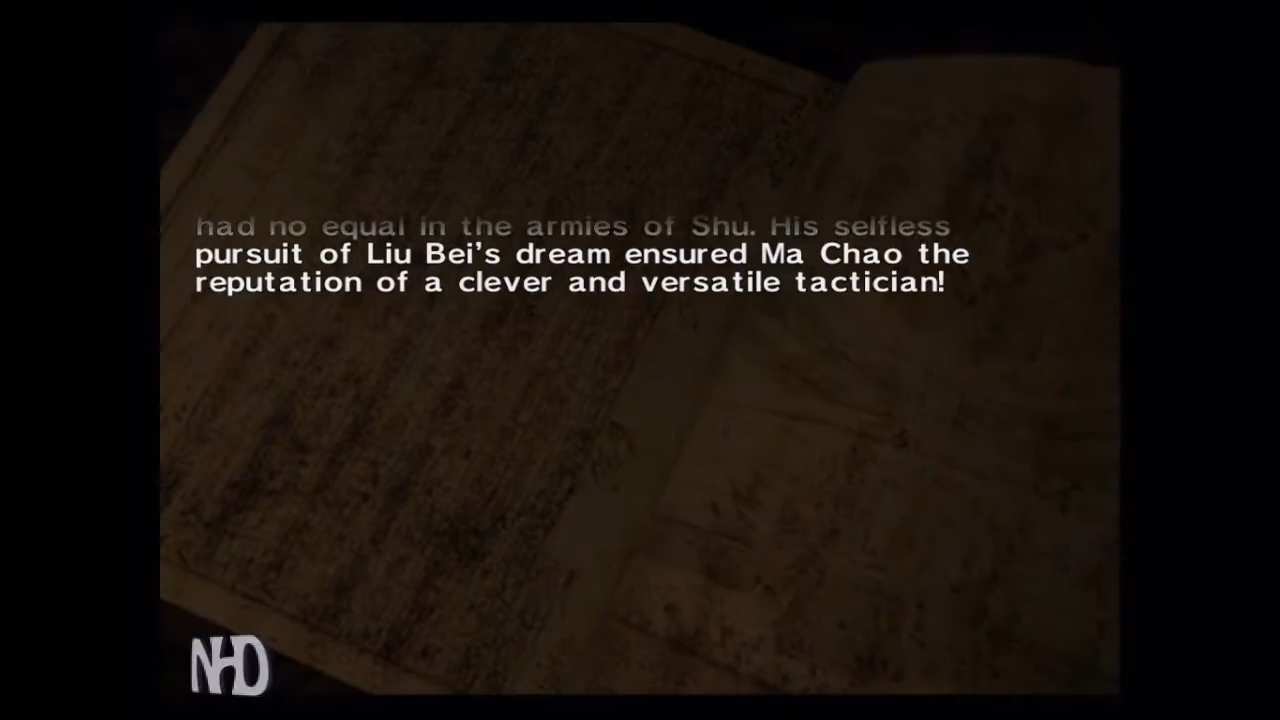 had no equal in the armies of Shu. His selfless
pursuit of Liu Bei's dream ensured Ma Chao the
reputation of a clever and versatile tactician!
NHD